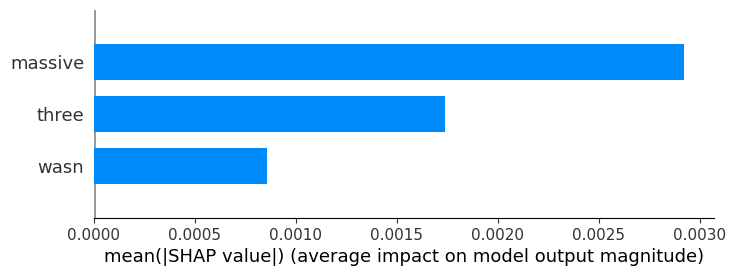 massive
three
wasn
0.0000 0.0005 0.0010 0.0015 0.0020 0.0025 0.0030
mean(|SHAP value|) (average impact on model output magnitude)